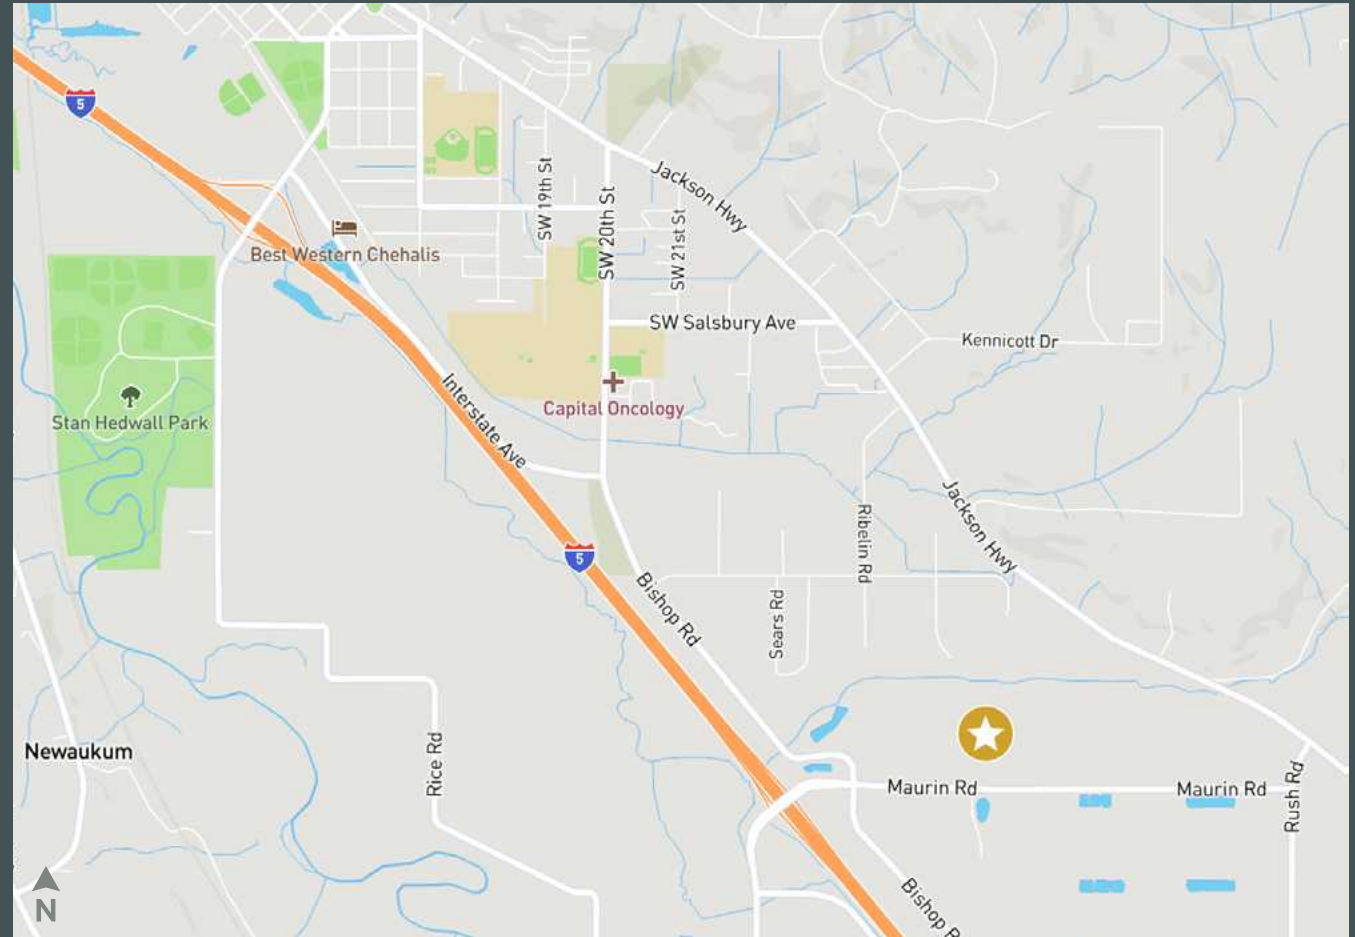 5
SW 19th St
SW 20th St
SW 21st St
Jackson Hwy
Best Western Chehalis
SW Salsbury Ave
Kennicott Dr
Stan Hedwall Park
Interstate Ave
Capital Oncology
5
Bishop Rd
Sears Rd
Ribelin Rd
Jackson Hwy
Newaukum
Rice Rd
Maurin Rd
Maurin Rd
Rush Rd
Bishop R
N